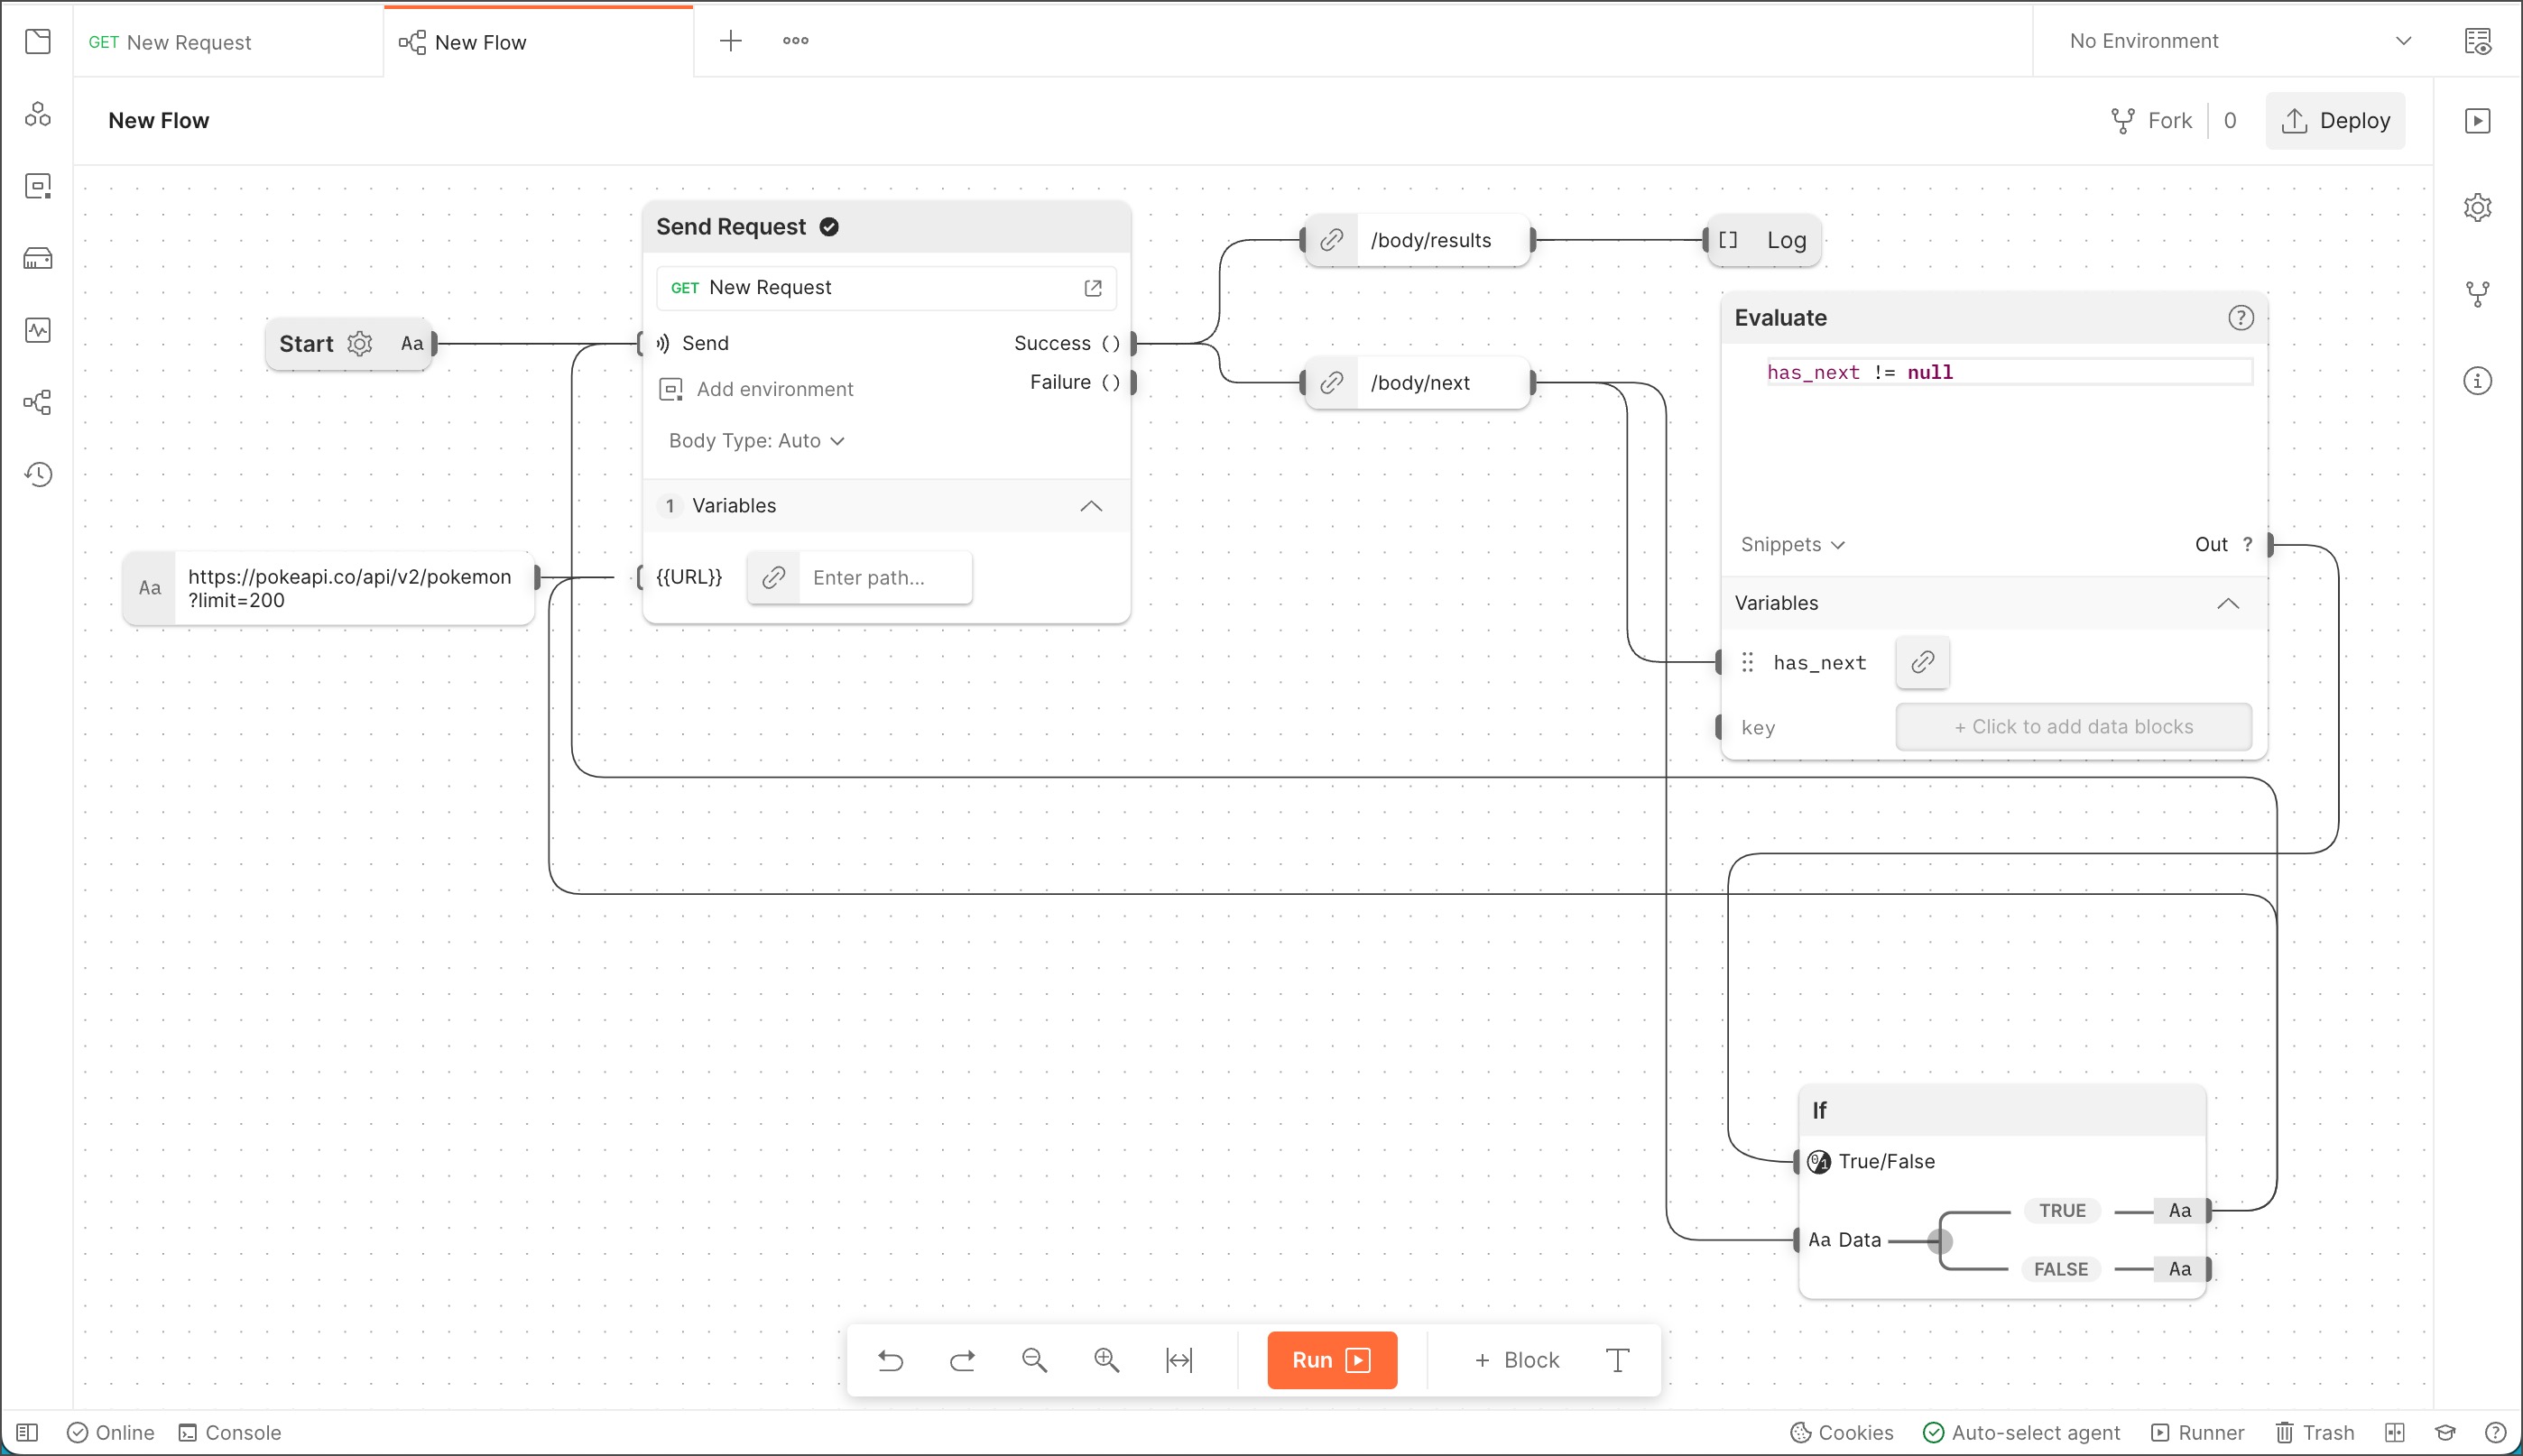 GET New Request
New Flow
No Environment
New Flow
Fork 0
Deploy
Send Request
GET New Request
Start Aa
Send
Success ()
Add environment
Failure ()
Body Type: Auto
1 Variables
Aa https://pokeapi.co/api/v2/pokemon
?limit=200
{{URL}} Enter path...
/body/results
[] Log
/body/next
Evaluate
has_next != null
Snippets
Out ?
Variables
has_next
key + Click to add data blocks
If
True/False
TRUE Aa
Aa Data
FALSE Aa
Run
+ Block
T
Online
Console
Cookies
Auto-select agent
Runner
Trash